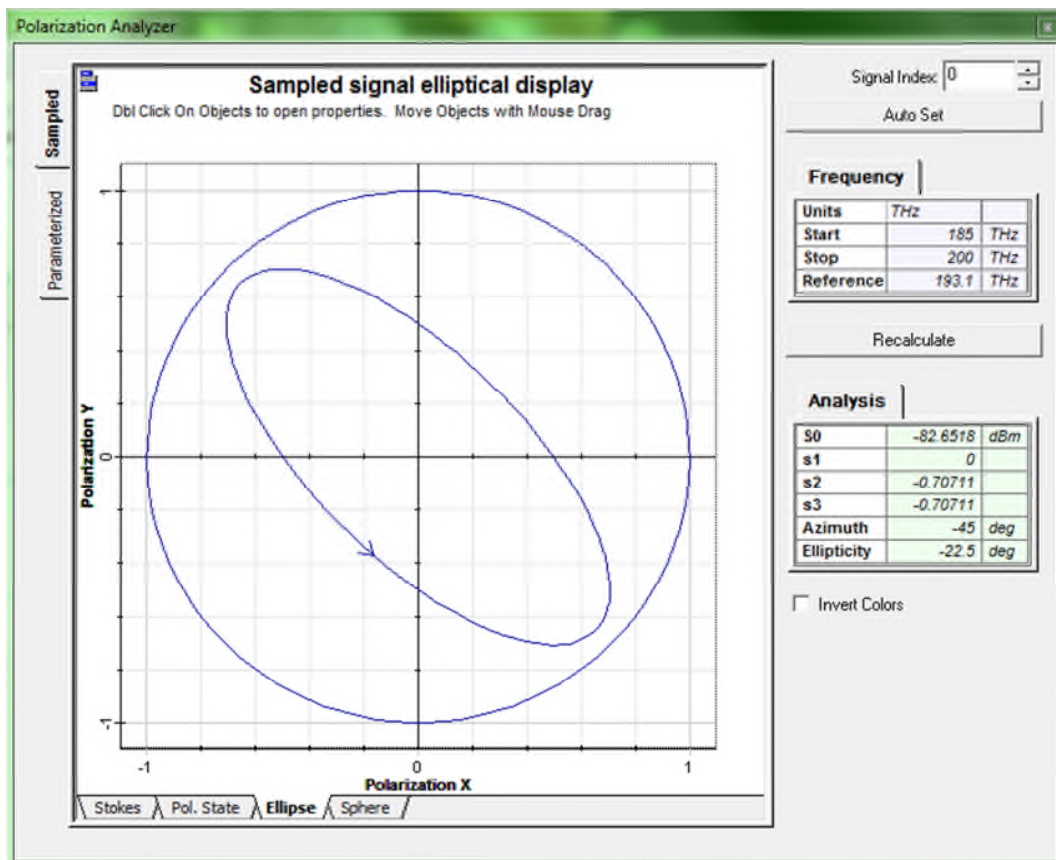 Polarization Analyzer
Sampled
Parameterized
Sampled signal elliptical display
Dbl Click On Objects to open properties. Move Objects with Mouse Drag
Polarization Y
1
0
-1
-1 0 1
Polarization X
Stokes Pol. State Ellipse Sphere
Signal Index: 0
Auto Set
Frequency
Units THz
Start 185 THz
Stop 200 THz
Reference 193.1 THz
Recalculate
Analysis
S0 -82.6518 dBm
s1 0
s2 -0.70711
s3 -0.70711
Azimuth -45 deg
Ellipticity -22.5 deg
Invert Colors